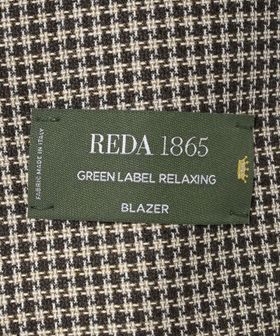 REDA 1865
GREEN LABEL RELAXING
BLAZER
FABRIC MADE IN ITALY